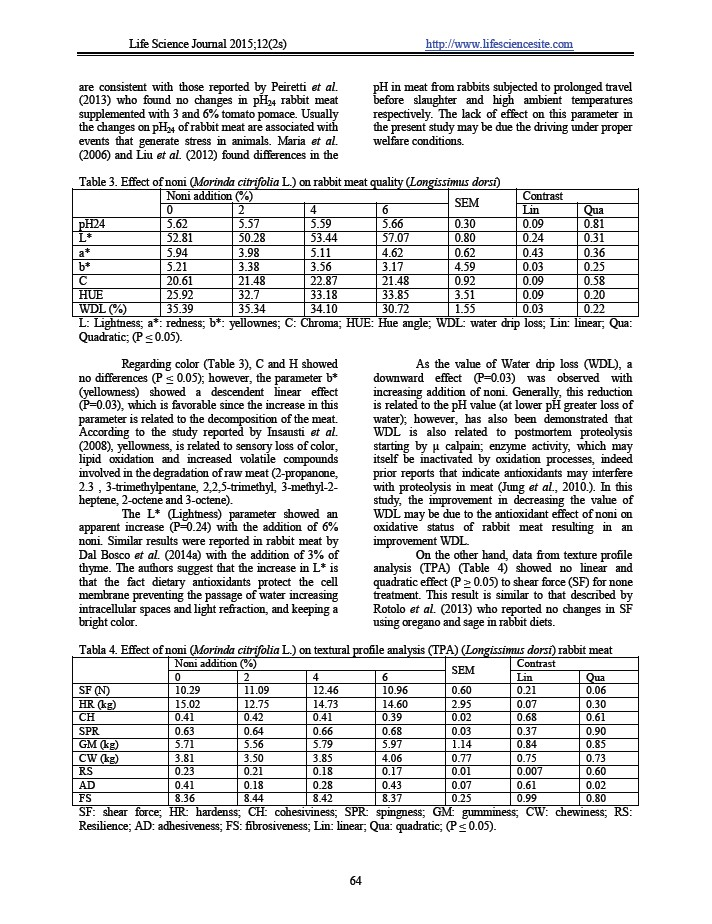 Life Science Journal 2015;12(2s) http://www.lifesciencesite.com
are consistent with those reported by Peiretti et al.
(2013) who found no changes in pH24 rabbit meat
supplemented with 3 and 6% tomato pomace. Usually
the changes on pH24 of rabbit meat are associated with
events that generate stress in animals. Maria et al.
(2006) and Liu et al. (2012) found differences in the
pH in meat from rabbits subjected to prolonged travel
before slaughter and high ambient temperatures
respectively. The lack of effect on this parameter in
the present study may be due the driving under proper
welfare conditions.
Table 3. Effect of noni (Morinda citrifolia L.) on rabbit meat quality (Longissimus dorsi)
Noni addition (%) SEM Contrast
0 2 4 6 Lin Qua
pH24 5.62 5.57 5.59 5.66 0.30 0.09 0.81
L* 52.81 50.28 53.44 57.07 0.80 0.24 0.31
a* 5.94 3.98 5.11 4.62 0.62 0.43 0.36
b* 5.21 3.38 3.56 3.17 4.59 0.03 0.25
C 20.61 21.48 22.87 21.48 0.92 0.09 0.58
HUE 25.92 32.7 33.18 33.85 3.51 0.09 0.20
WDL (%) 35.39 35.34 34.10 30.72 1.55 0.03 0.22
L: Lightness; a*: redness; b*: yellownes; C: Chroma; HUE: Hue angle; WDL: water drip loss; Lin: linear; Qua:
Quadratic; (P ≤ 0.05).
Regarding color (Table 3), C and H showed
no differences (P ≤ 0.05); however, the parameter b*
(yellowness) showed a descendent linear effect
(P=0.03), which is favorable since the increase in this
parameter is related to the decomposition of the meat.
According to the study reported by Insausti et al.
(2008), yellowness, is related to sensory loss of color,
lipid oxidation and increased volatile compounds
involved in the degradation of raw meat (2-propanone,
2.3 , 3-trimethylpentane, 2,2,5-trimethyl, 3-methyl-2-
heptene, 2-octene and 3-octene).
The L* (Lightness) parameter showed an
apparent increase (P=0.24) with the addition of 6%
noni. Similar results were reported in rabbit meat by
Dal Bosco et al. (2014a) with the addition of 3% of
thyme. The authors suggest that the increase in L* is
that the fact dietary antioxidants protect the cell
membrane preventing the passage of water increasing
intracellular spaces and light refraction, and keeping a
bright color.
As the value of Water drip loss (WDL), a
downward effect (P=0.03) was observed with
increasing addition of noni. Generally, this reduction
is related to the pH value (at lower pH greater loss of
water); however, has also been demonstrated that
WDL is also related to postmortem proteolysis
starting by µ calpain; enzyme activity, which may
itself be inactivated by oxidation processes, indeed
prior reports that indicate antioxidants may interfere
with proteolysis in meat (Jung et al., 2010.). In this
study, the improvement in decreasing the value of
WDL may be due to the antioxidant effect of noni on
oxidative status of rabbit meat resulting in an
improvement WDL.
On the other hand, data from texture profile
analysis (TPA) (Table 4) showed no linear and
quadratic effect (P ≥ 0.05) to shear force (SF) for none
treatment. This result is similar to that described by
Rotolo et al. (2013) who reported no changes in SF
using oregano and sage in rabbit diets.
Tabla 4. Effect of noni (Morinda citrifolia L.) on textural profile analysis (TPA) (Longissimus dorsi) rabbit meat
Noni addition (%) SEM Contrast
0 2 4 6 Lin Qua
SF (N) 10.29 11.09 12.46 10.96 0.60 0.21 0.06
HR (kg) 15.02 12.75 14.73 14.60 2.95 0.07 0.30
CH 0.41 0.42 0.41 0.39 0.02 0.68 0.61
SPR 0.63 0.64 0.66 0.68 0.03 0.37 0.90
GM (kg) 5.71 5.56 5.79 5.97 1.14 0.84 0.85
CW (kg) 3.81 3.50 3.85 4.06 0.77 0.75 0.73
RS 0.23 0.21 0.18 0.17 0.01 0.007 0.60
AD 0.41 0.18 0.28 0.43 0.07 0.61 0.02
FS 8.36 8.44 8.42 8.37 0.25 0.99 0.80
SF: shear force; HR: hardenss; CH: cohesiviness; SPR: spingness; GM: gumminess; CW: chewiness; RS:
Resilience; AD: adhesiveness; FS: fibrosiveness; Lin: linear; Qua: quadratic; (P ≤ 0.05).
64